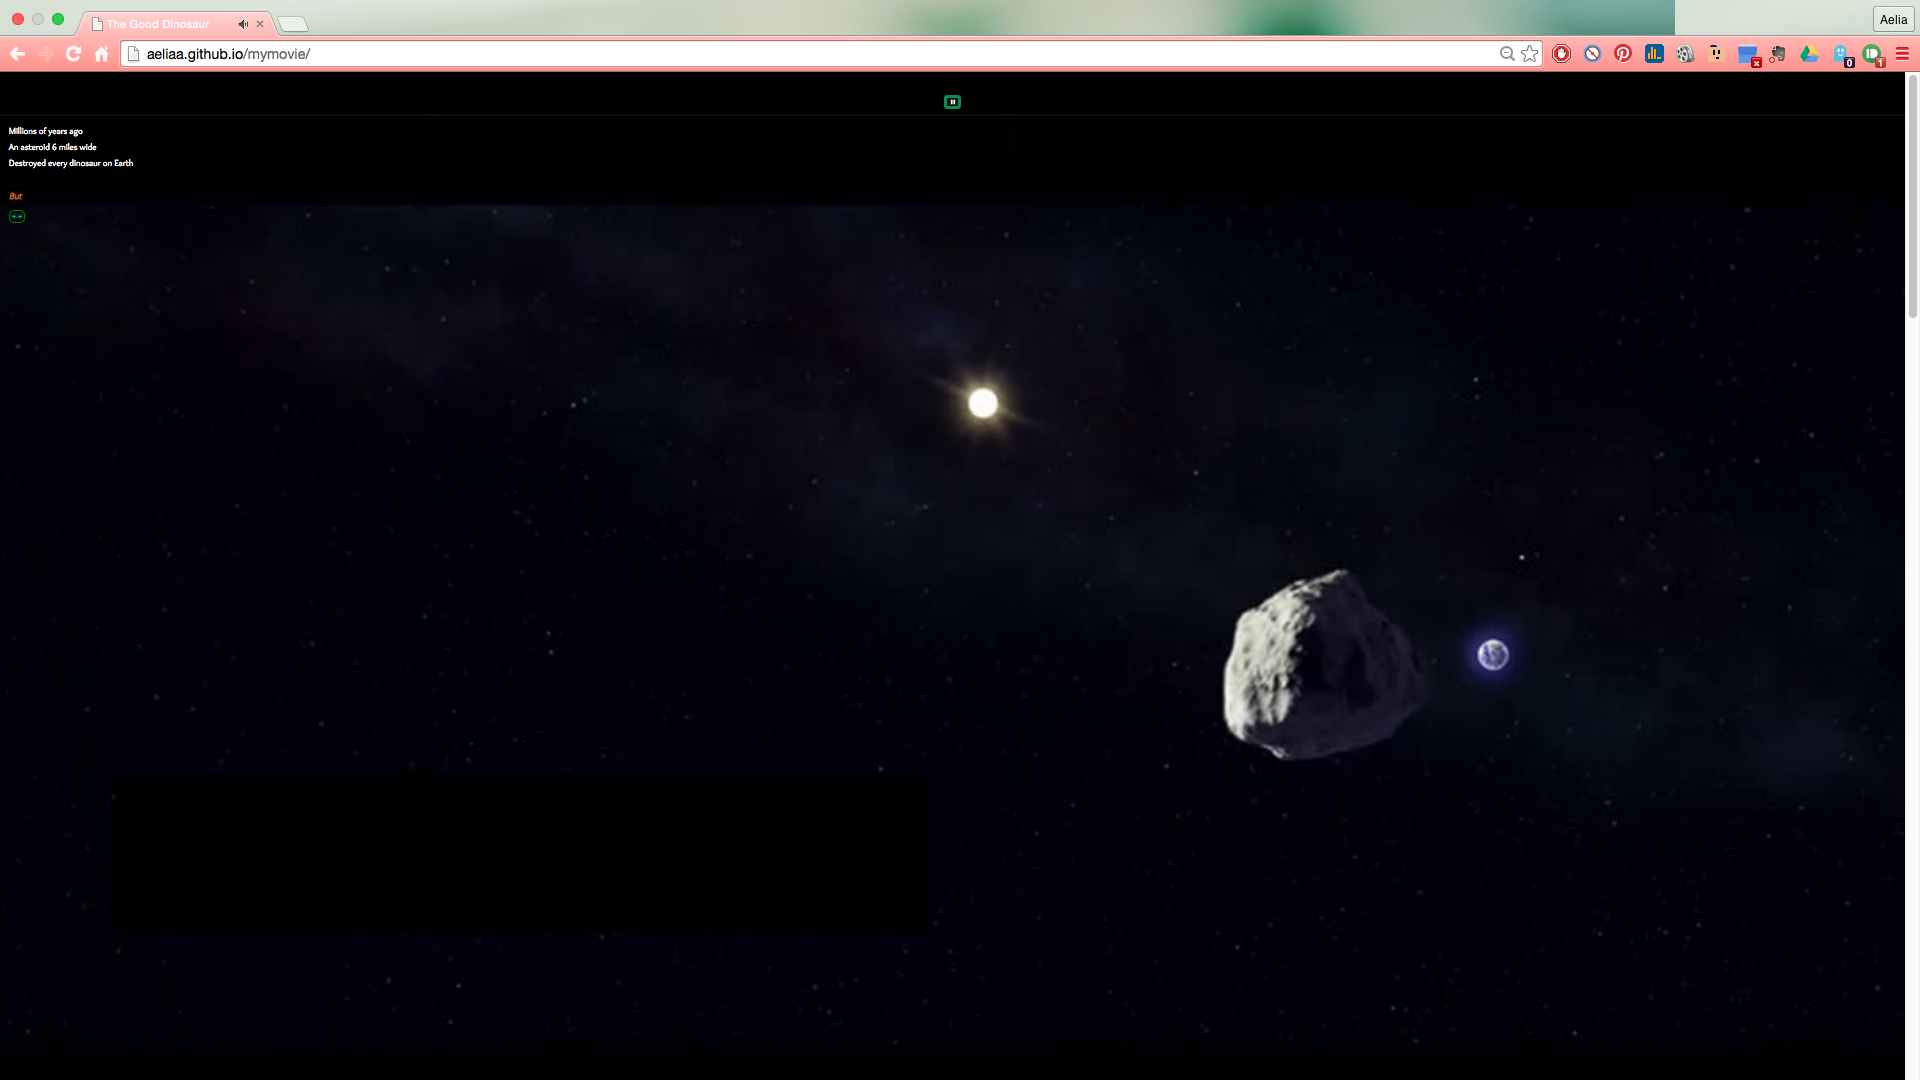 The Good Dinosaur
Aelia
aeliaa.github.io/mymovie/
0
1
Millions of years ago
An asteroid 6 miles wide
Destroyed every dinosaur on Earth
But